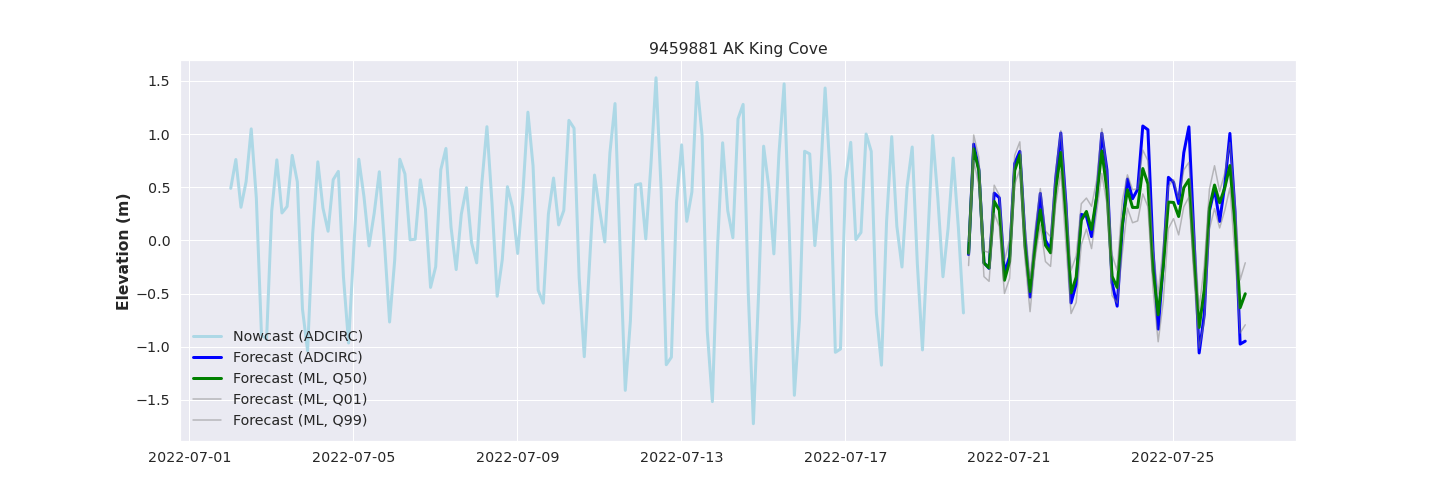 9459881 AK King Cove
Elevation (m)
1.5
1.0
0.5
0.0
−0.5
−1.0
−1.5
Nowcast (ADCIRC)
Forecast (ADCIRC)
Forecast (ML, Q50)
Forecast (ML, Q01)
Forecast (ML, Q99)
2022-07-01 2022-07-05 2022-07-09 2022-07-13 2022-07-17 2022-07-21 2022-07-25